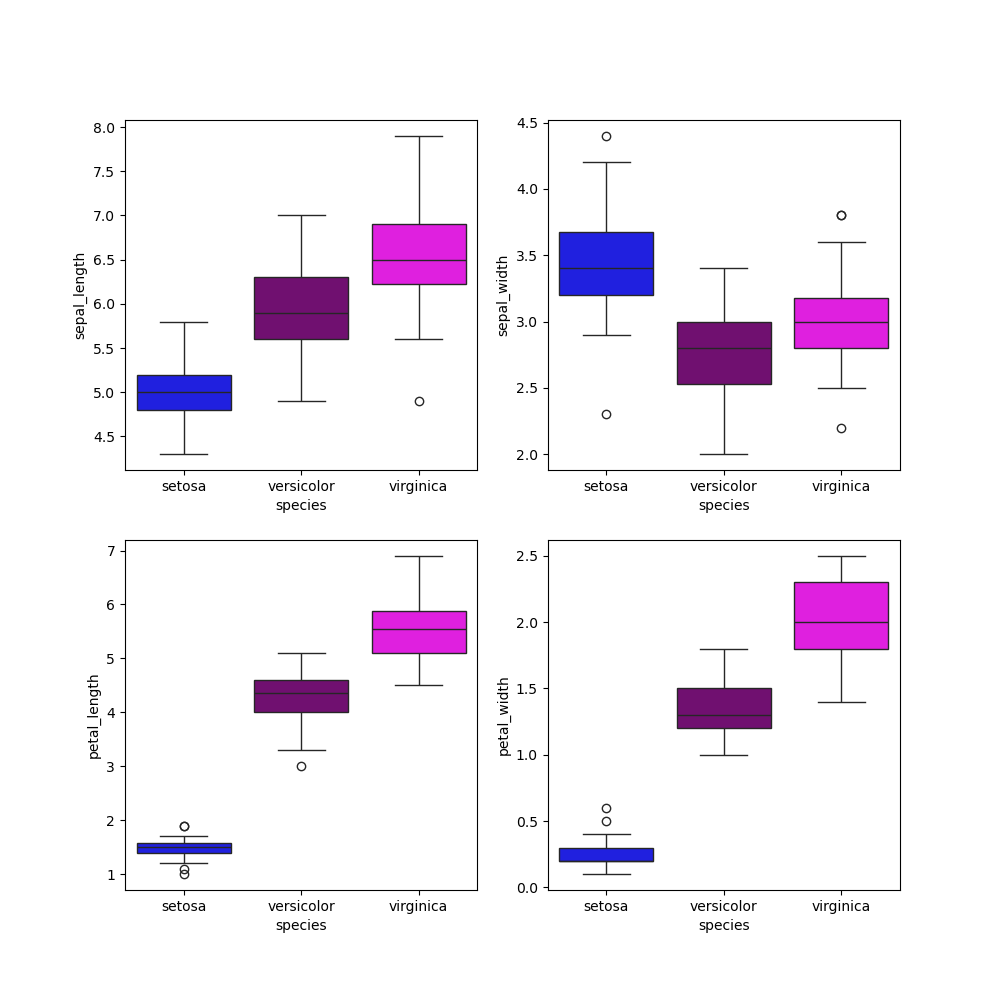 8.0
7.5
7.0
6.5
6.0
5.5
5.0
4.5
sepal_length
setosa versicolor virginica
species
4.5
4.0
3.5
3.0
2.5
2.0
sepal_width
setosa versicolor virginica
species
7
6
5
4
3
2
1
petal_length
setosa versicolor virginica
species
2.5
2.0
1.5
1.0
0.5
0.0
petal_width
setosa versicolor virginica
species